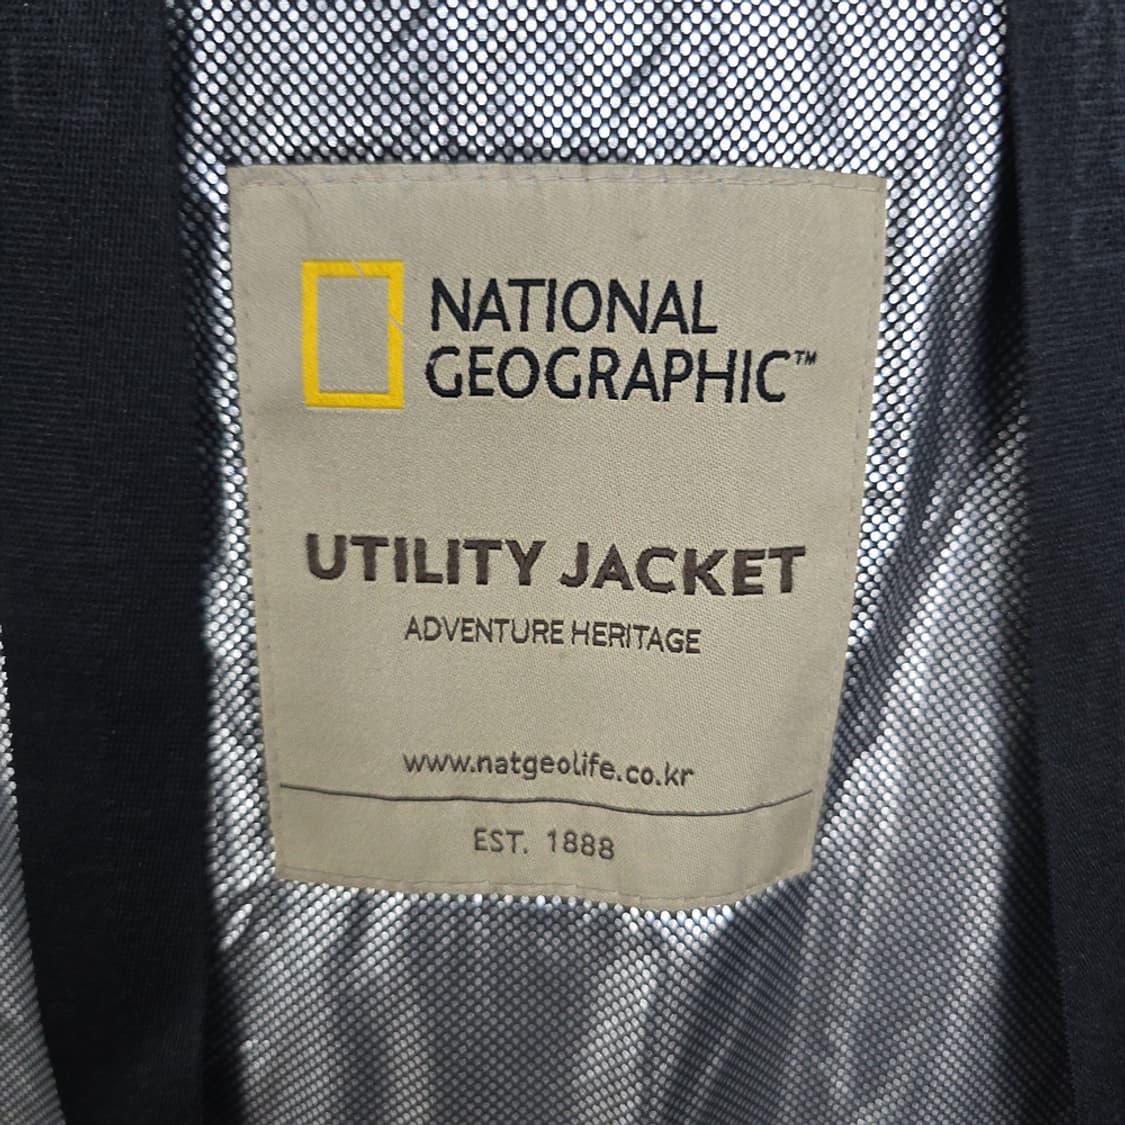 NATIONAL
GEOGRAPHIC™
UTILITY JACKET
ADVENTURE HERITAGE
www.natgeolife.co.kr
EST. 1888